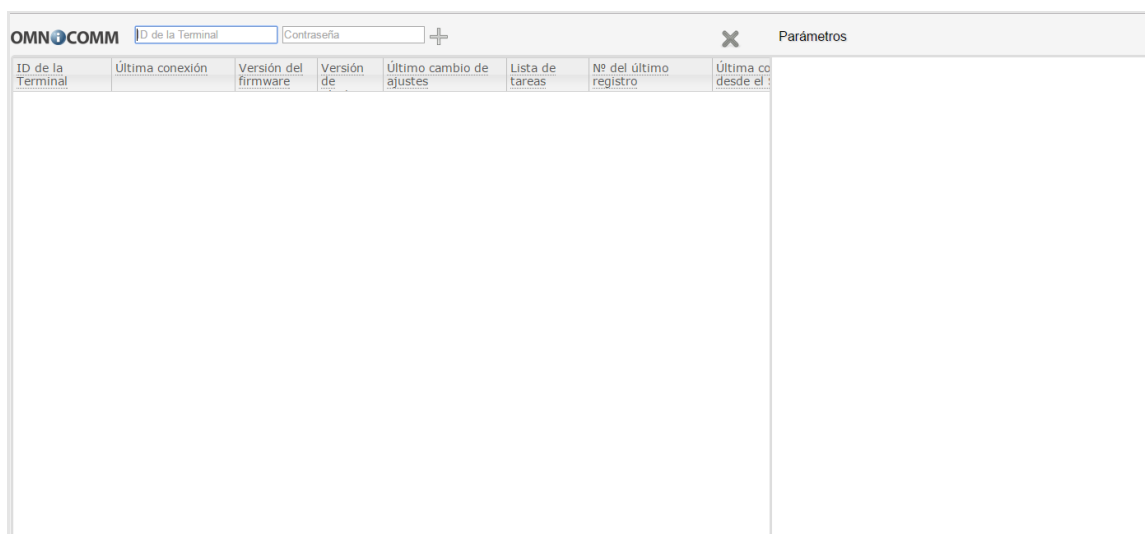 OMNiCOMM ID de la Terminal Contraseña Parámetros
ID de la Última conexión Versión del Versión Último cambio de Lista de Nº del último Última co
Terminal firmware de ajustes tareas registro desde el